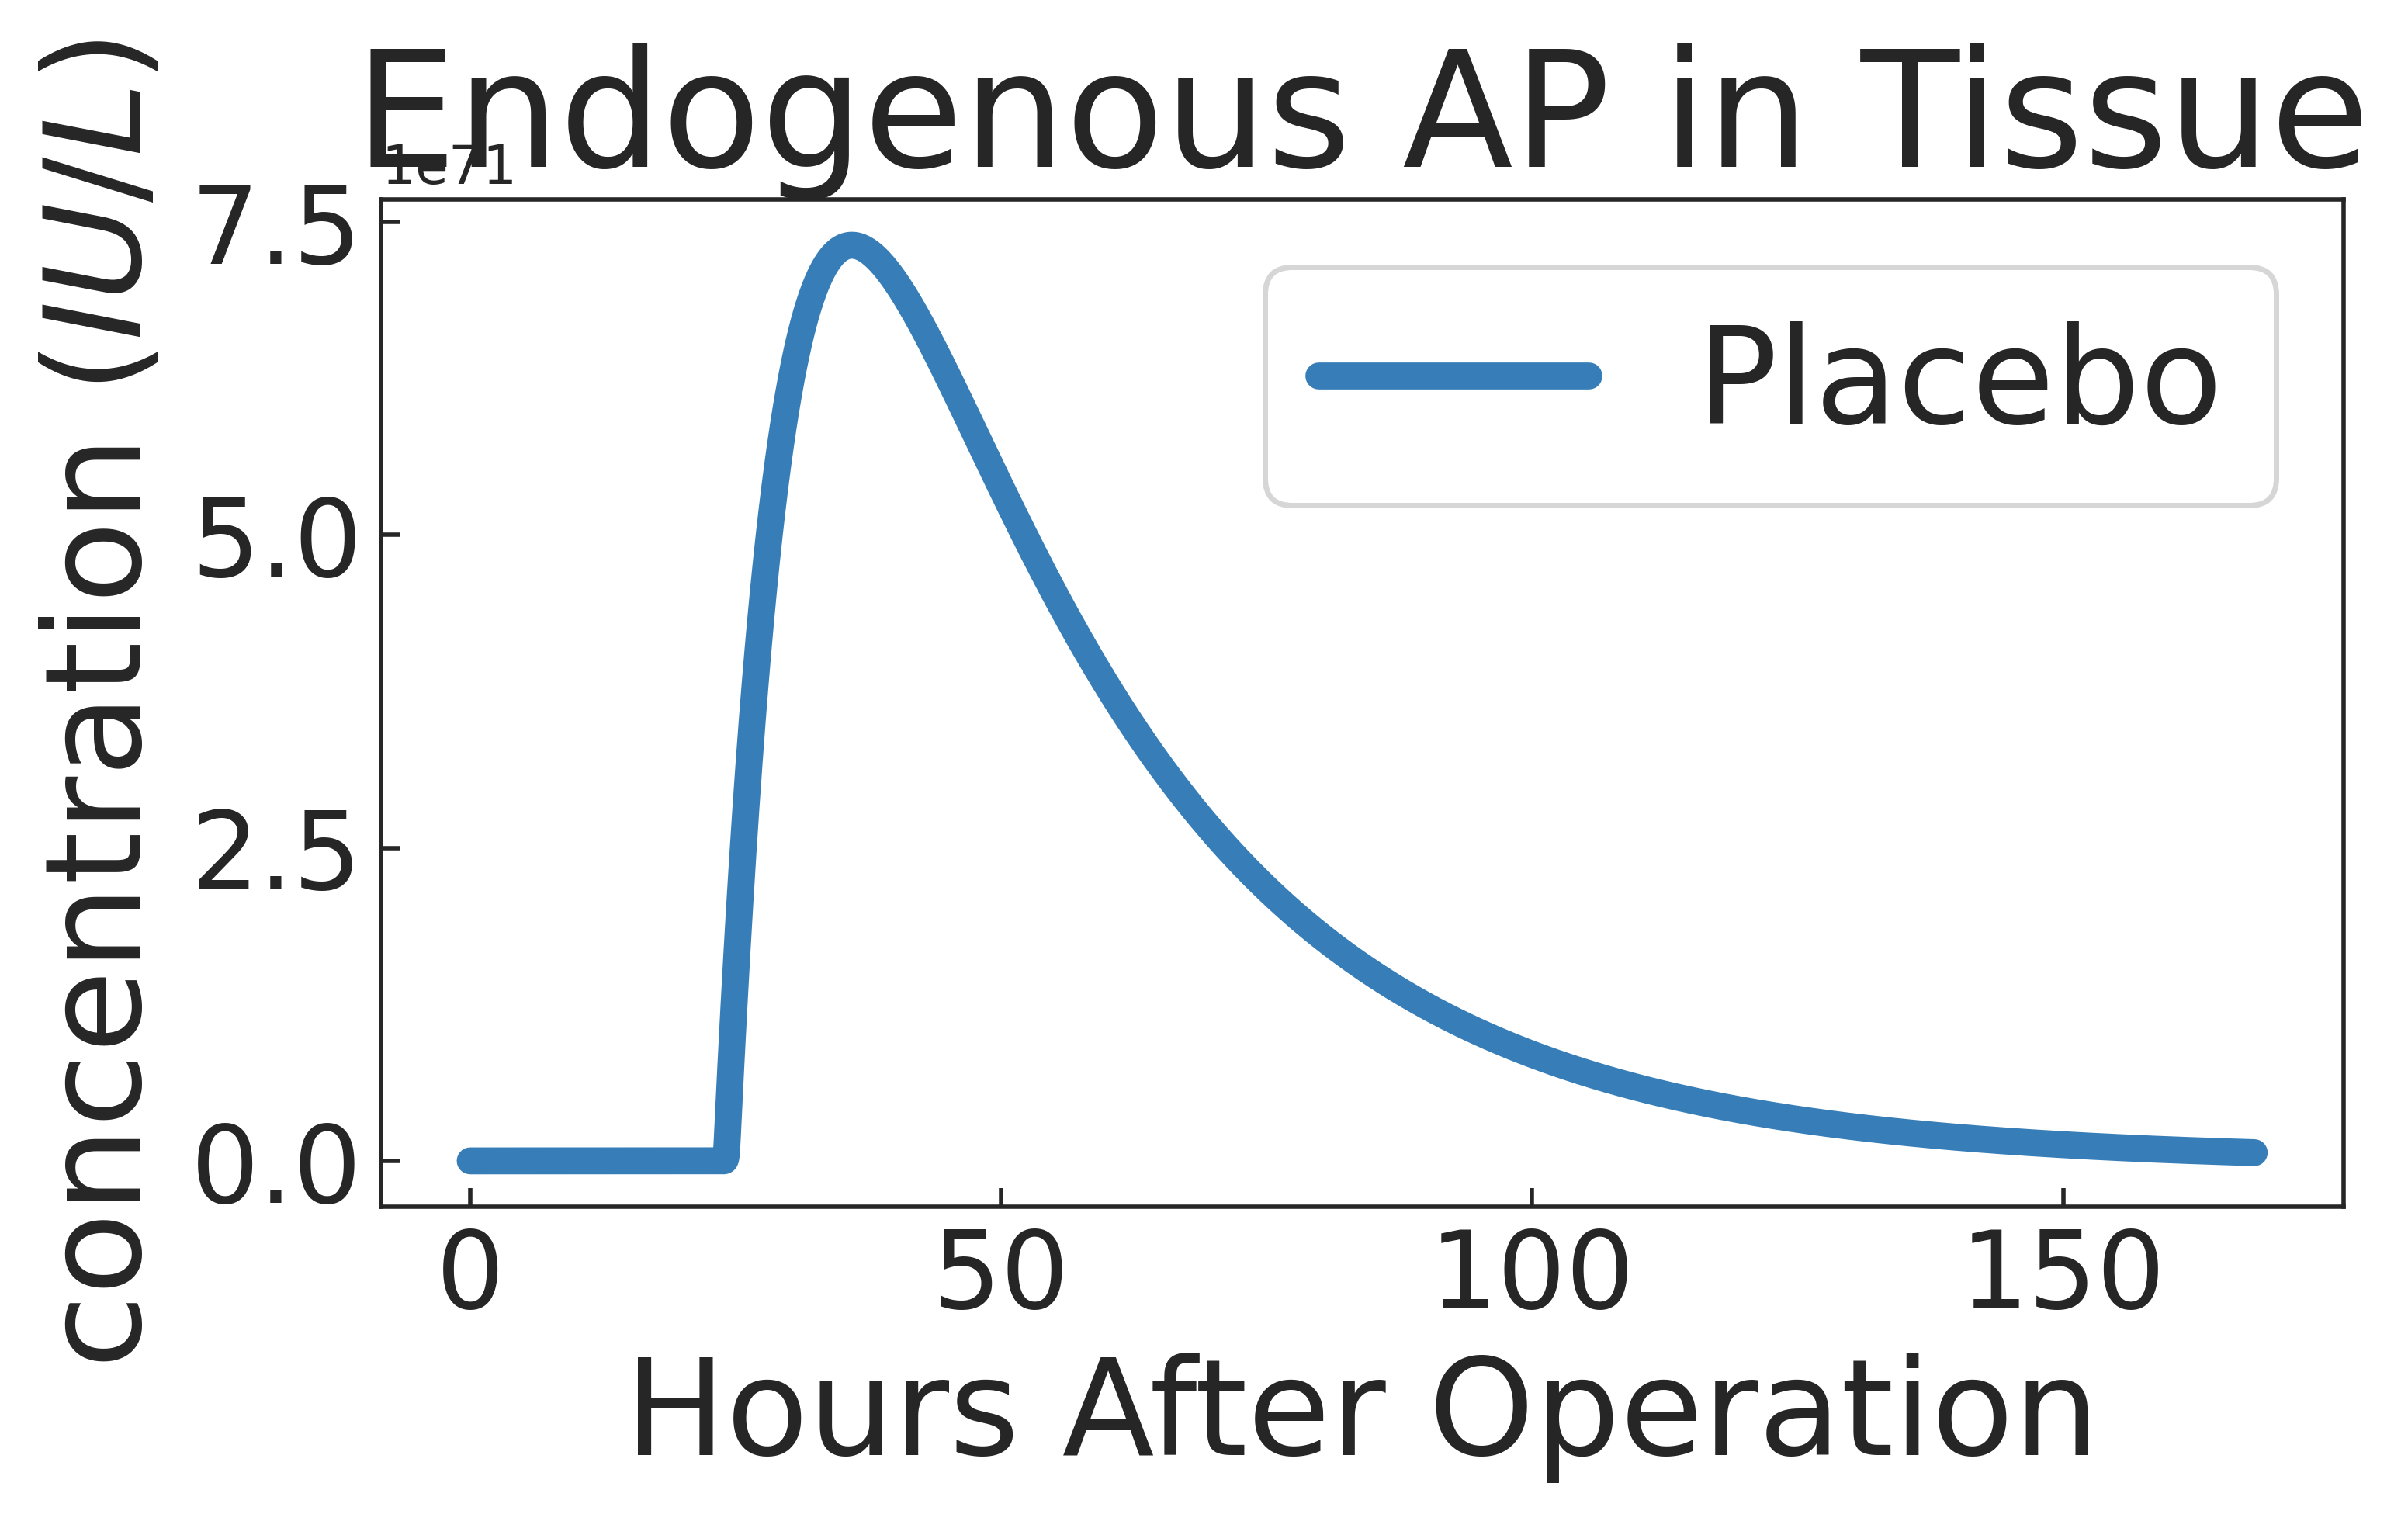 Endogenous AP in Tissue
1e71
concentration (IU/L)
7.5
5.0
2.5
0.0
Placebo
0 50 100 150
Hours After Operation